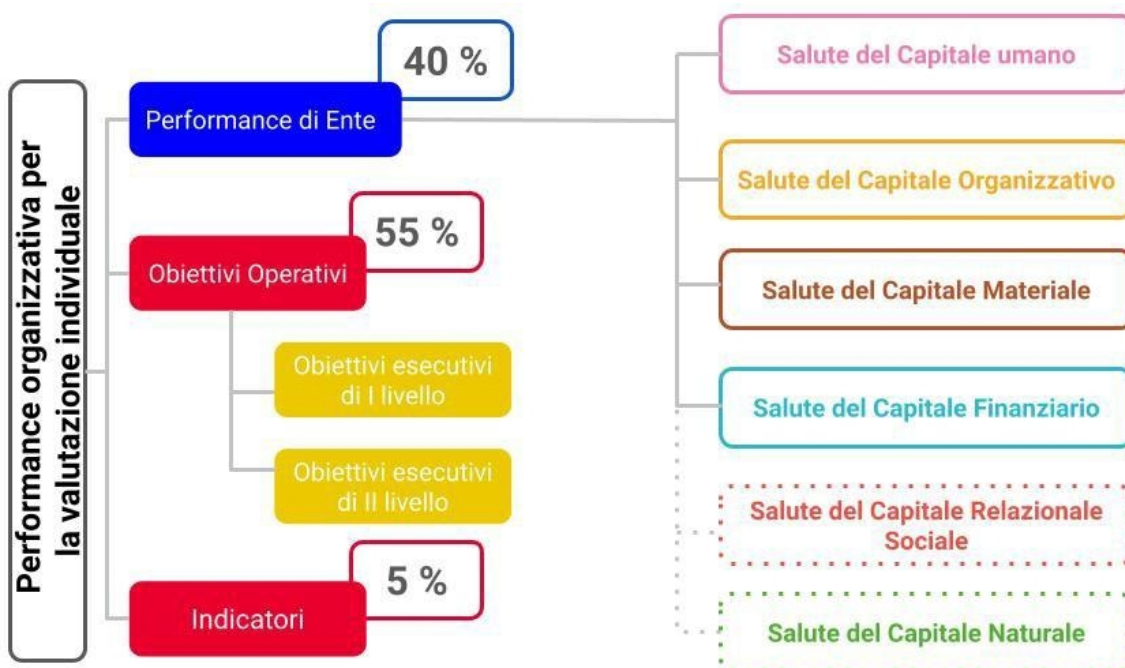 Performance organizzativa per
la valutazione individuale
40 %
Performance di Ente
55 %
Obiettivi Operativi
Obiettivi esecutivi
di I livello
Obiettivi esecutivi
di II livello
5 %
Indicatori
Salute del Capitale umano
Salute del Capitale Organizzativo
Salute del Capitale Materiale
Salute del Capitale Finanziario
Salute del Capitale Relazionale
Sociale
Salute del Capitale Naturale